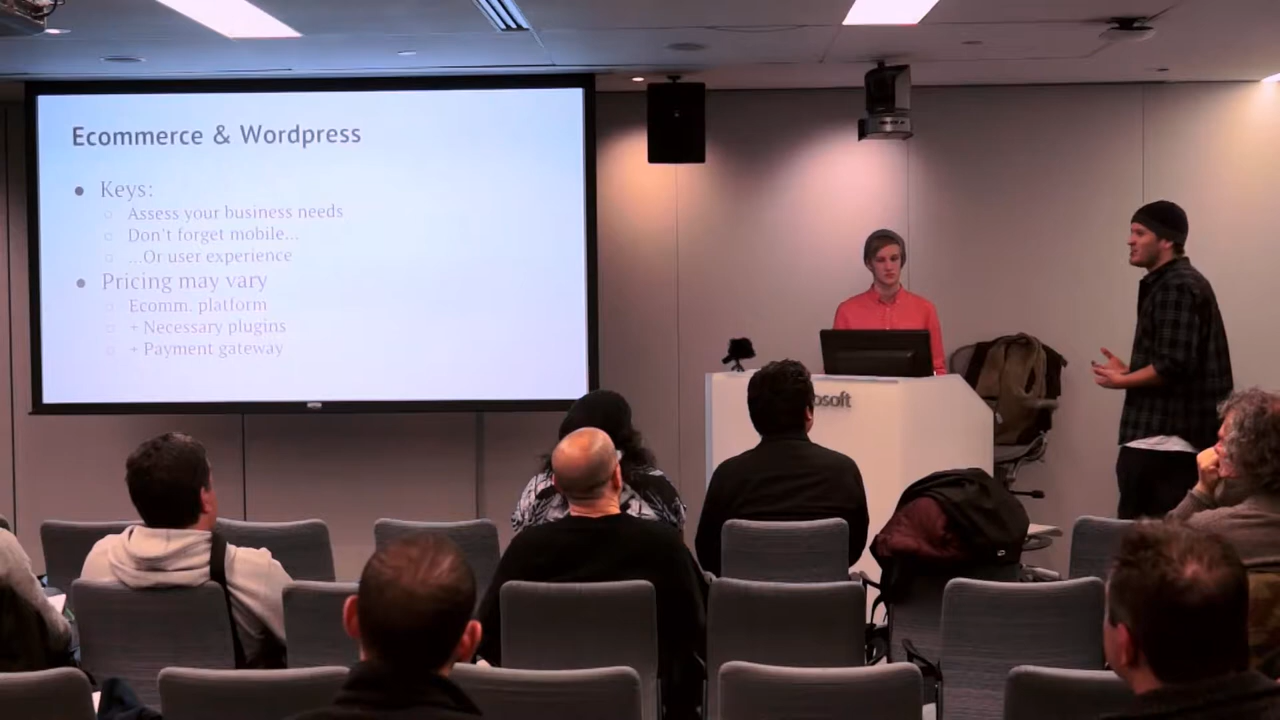 Ecommerce & Wordpress
● Keys:
○ Assess your business needs
○ Don't forget mobile...
○ ...Or user experience
● Pricing may vary
○ Ecomm. platform
○ + Necessary plugins
○ + Payment gateway
osoft